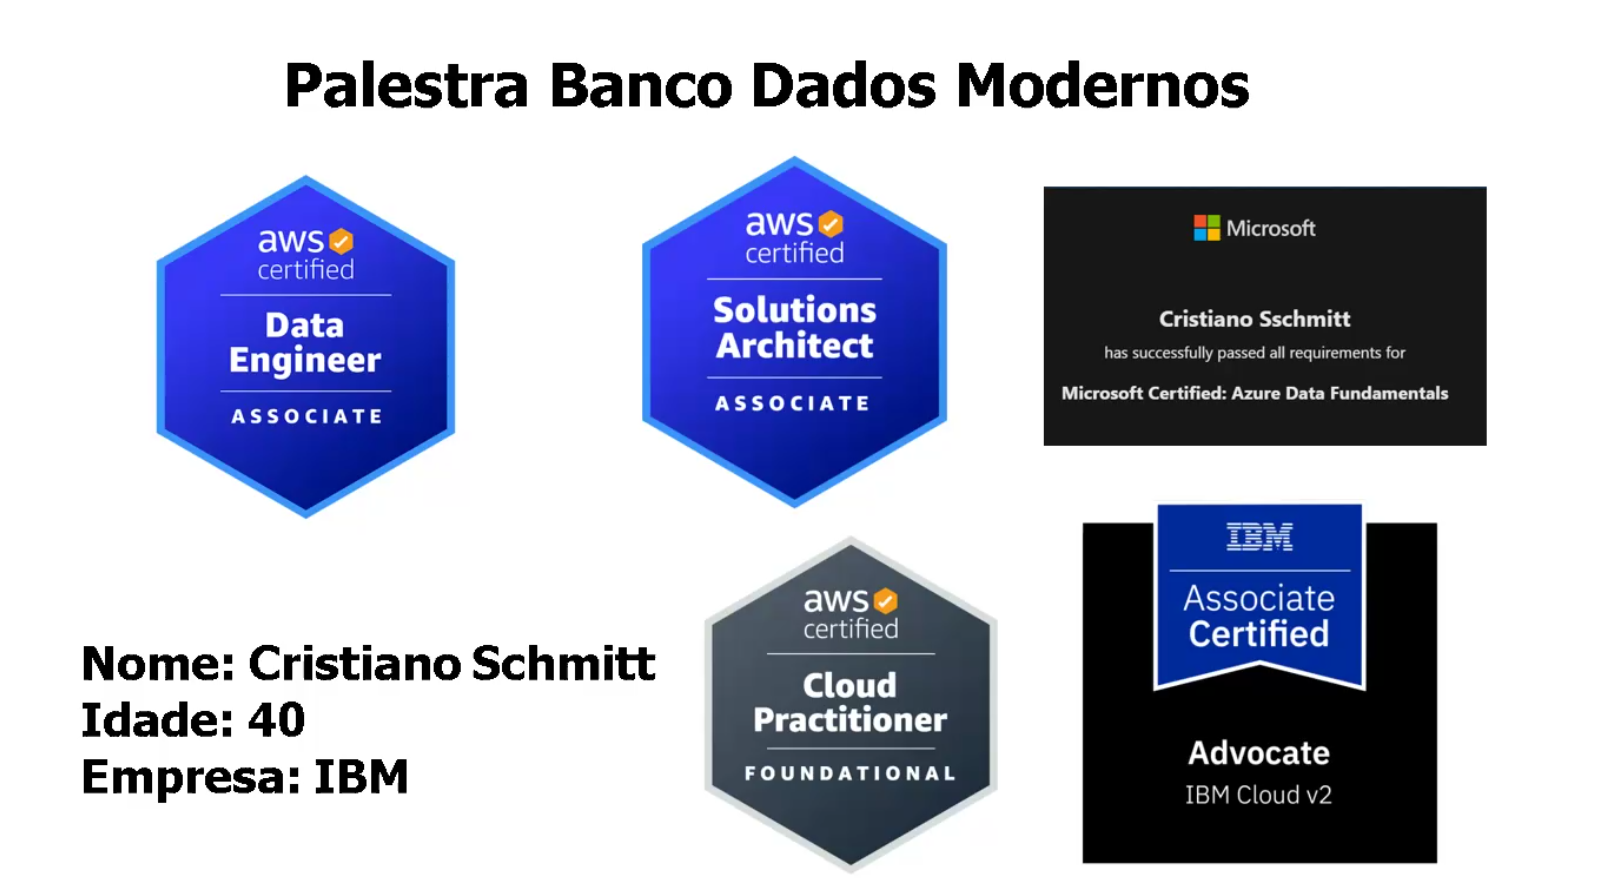 Palestra Banco Dados Modernos
aws
certified
Data
Engineer
ASSOCIATE
aws
certified
Solutions
Architect
ASSOCIATE
Microsoft
Cristiano Sschmitt
has successfully passed all requirements for
Microsoft Certified: Azure Data Fundamentals
Nome: Cristiano Schmitt
Idade: 40
Empresa: IBM
aws
certified
Cloud
Practitioner
FOUNDATIONAL
IBM
Associate
Certified
Advocate
IBM Cloud v2